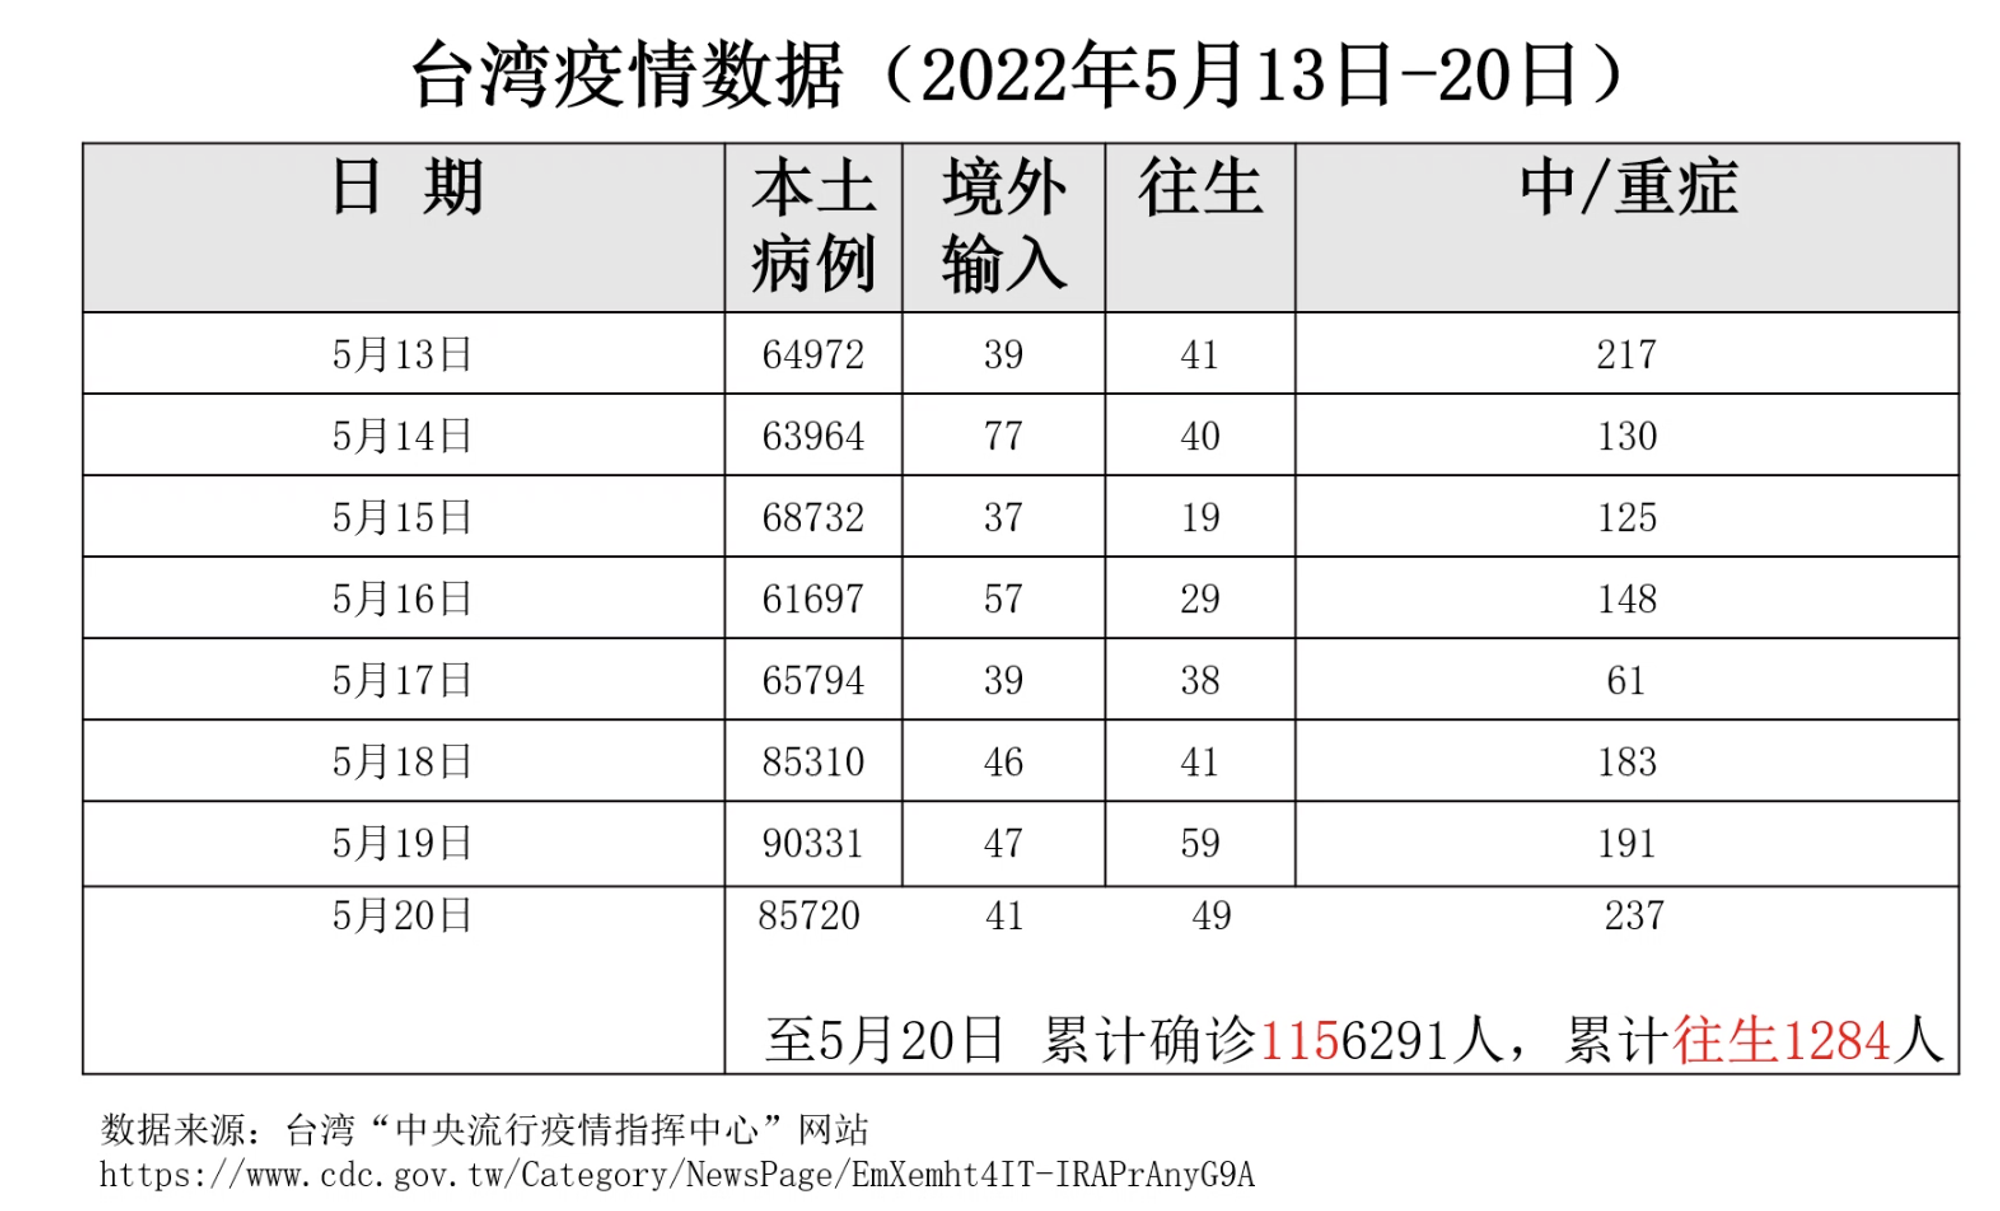 台湾疫情数据（2022年5月13日-20日）
日 期 本土病例 境外输入 往生 中/重症
5月13日 64972 39 41 217
5月14日 63964 77 40 130
5月15日 68732 37 19 125
5月16日 61697 57 29 148
5月17日 65794 39 38 61
5月18日 85310 46 41 183
5月19日 90331 47 59 191
5月20日 85720 41 49 237
至5月20日 累计确诊1156291人，累计往生1284人
数据来源：台湾“中央流行疫情指挥中心”网站
https://www.cdc.gov.tw/Category/NewsPage/EmXemht4IT-IRAPrAnyG9A